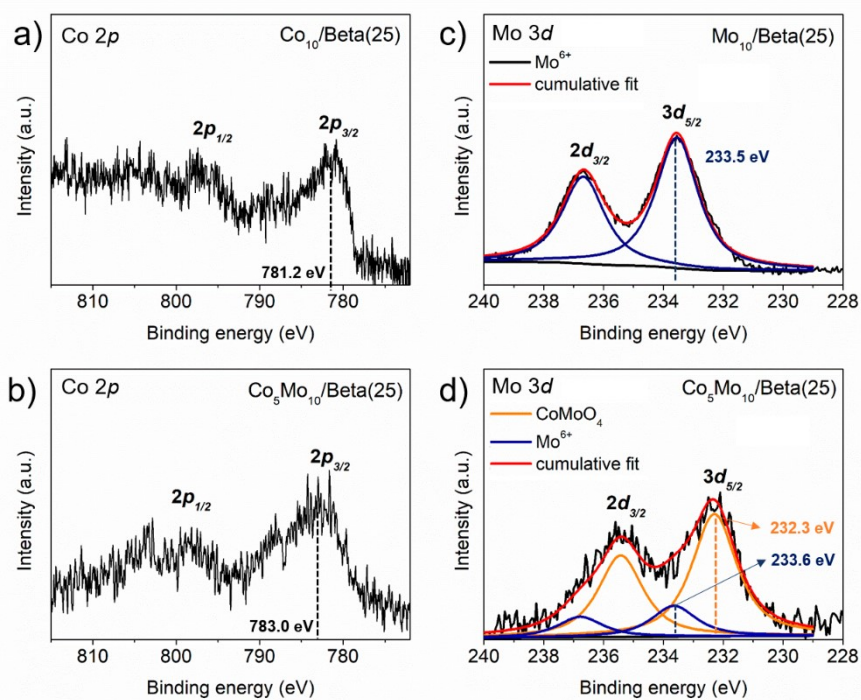 a)
Co 2p
Co₁₀/Beta(25)
2p₁/₂
2p₃/₂
781.2 eV
Intensity (a.u.)
810 800 790 780
Binding energy (eV)
c)
Mo 3d
Mo₁₀/Beta(25)
Mo⁶⁺
cumulative fit
3d₅/₂
2d₃/₂
233.5 eV
Intensity (a.u.)
240 238 236 234 232 230 228
Binding energy (eV)
b)
Co 2p
Co₅Mo₁₀/Beta(25)
2p₃/₂
2p₁/₂
783.0 eV
Intensity (a.u.)
810 800 790 780
Binding energy (eV)
d)
Mo 3d
Co₅Mo₁₀/Beta(25)
CoMoO₄
Mo⁶⁺
cumulative fit
3d₅/₂
2d₃/₂
232.3 eV
233.6 eV
Intensity (a.u.)
240 238 236 234 232 230 228
Binding energy (eV)